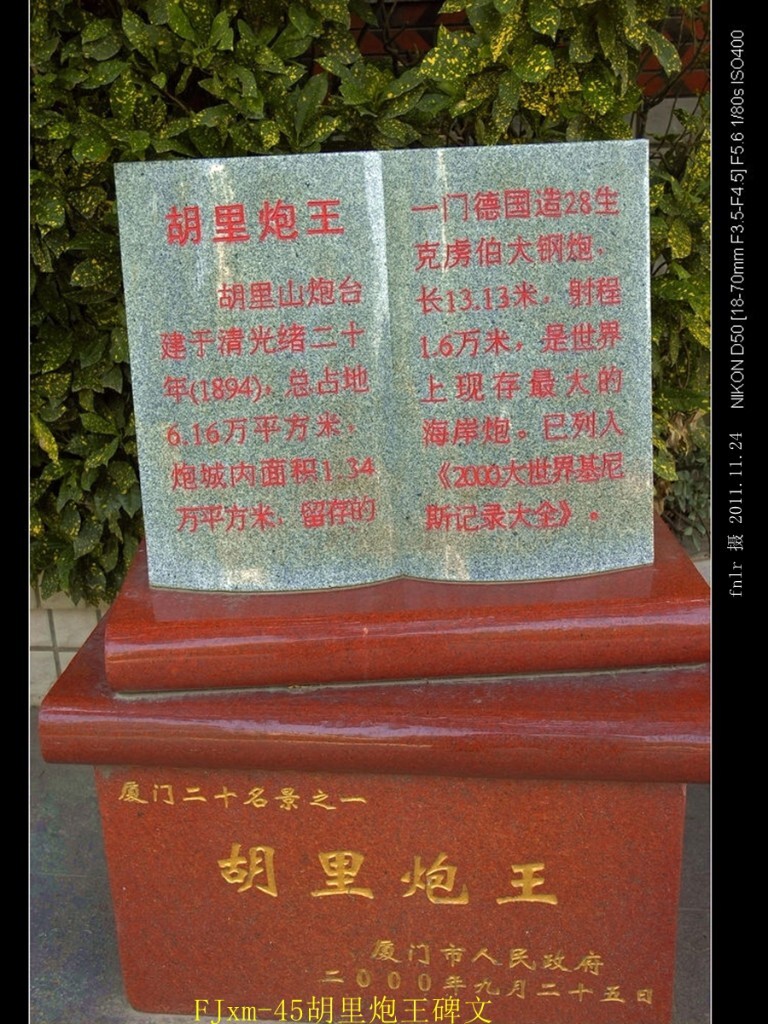 胡里炮王
胡里山炮台
建于清光绪二十
年(1894)，总占地
6.16万平方米，
炮城内面积1.34
万平方米，留存的
一门德国造28生
克虏伯大钢炮，
长13.13米，射程
1.6万米，是世界
上现存最大的
海岸炮。已列入
《2000大世界基尼
斯记录大全》。
厦门二十名景之一
胡里炮王
厦门市人民政府
二000年九月二十五日
FJxm-45胡里炮王碑文
fnlr 摄 2011.11.24 NIKON D50 [18-70mm F3.5-F4.5] F5.6 1/80s ISO400